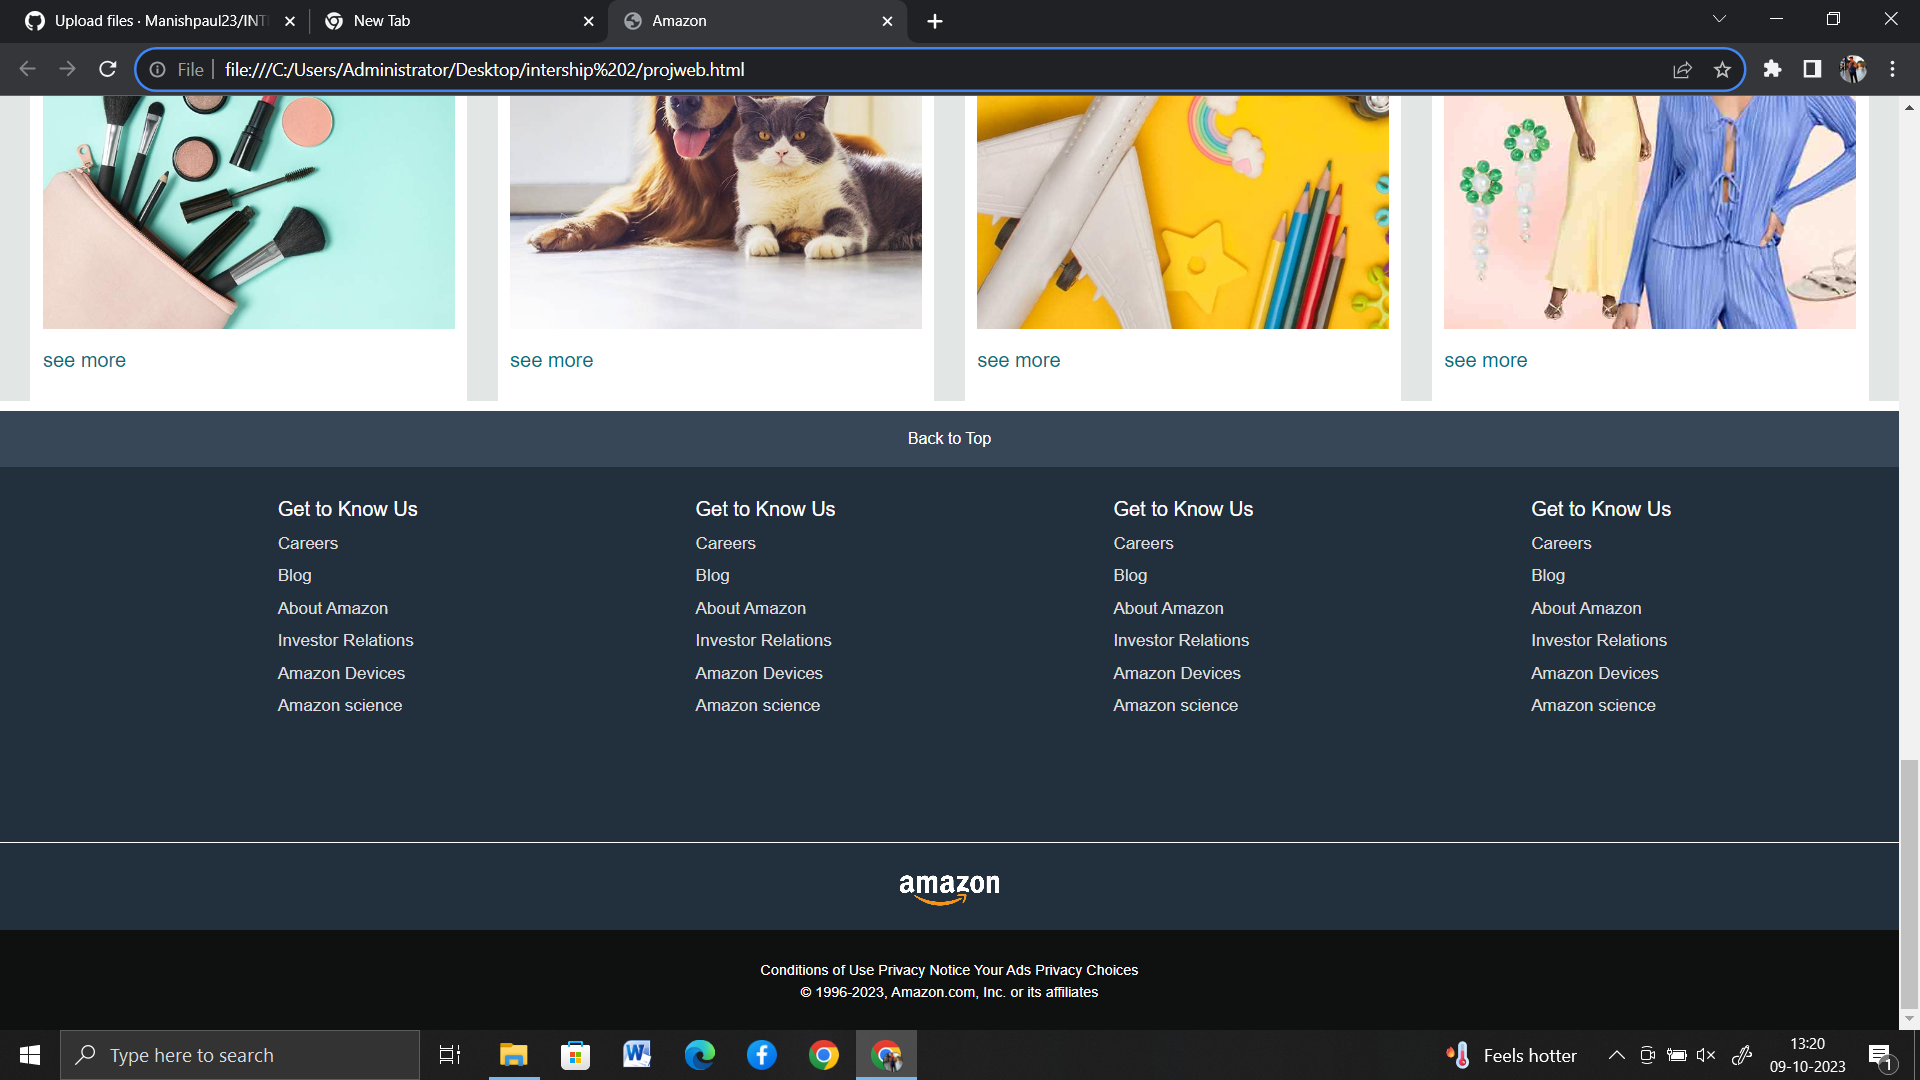 Upload files · Manishpaul23/INT
New Tab
Amazon
File
file:///C:/Users/Administrator/Desktop/intership%202/projweb.html
see more
see more
see more
see more
Back to Top
Get to Know Us
Careers
Blog
About Amazon
Investor Relations
Amazon Devices
Amazon science
Get to Know Us
Careers
Blog
About Amazon
Investor Relations
Amazon Devices
Amazon science
Get to Know Us
Careers
Blog
About Amazon
Investor Relations
Amazon Devices
Amazon science
Get to Know Us
Careers
Blog
About Amazon
Investor Relations
Amazon Devices
Amazon science
amazon
Conditions of Use Privacy Notice Your Ads Privacy Choices
© 1996-2023, Amazon.com, Inc. or its affiliates
Type here to search
Feels hotter
13:20
09-10-2023
1